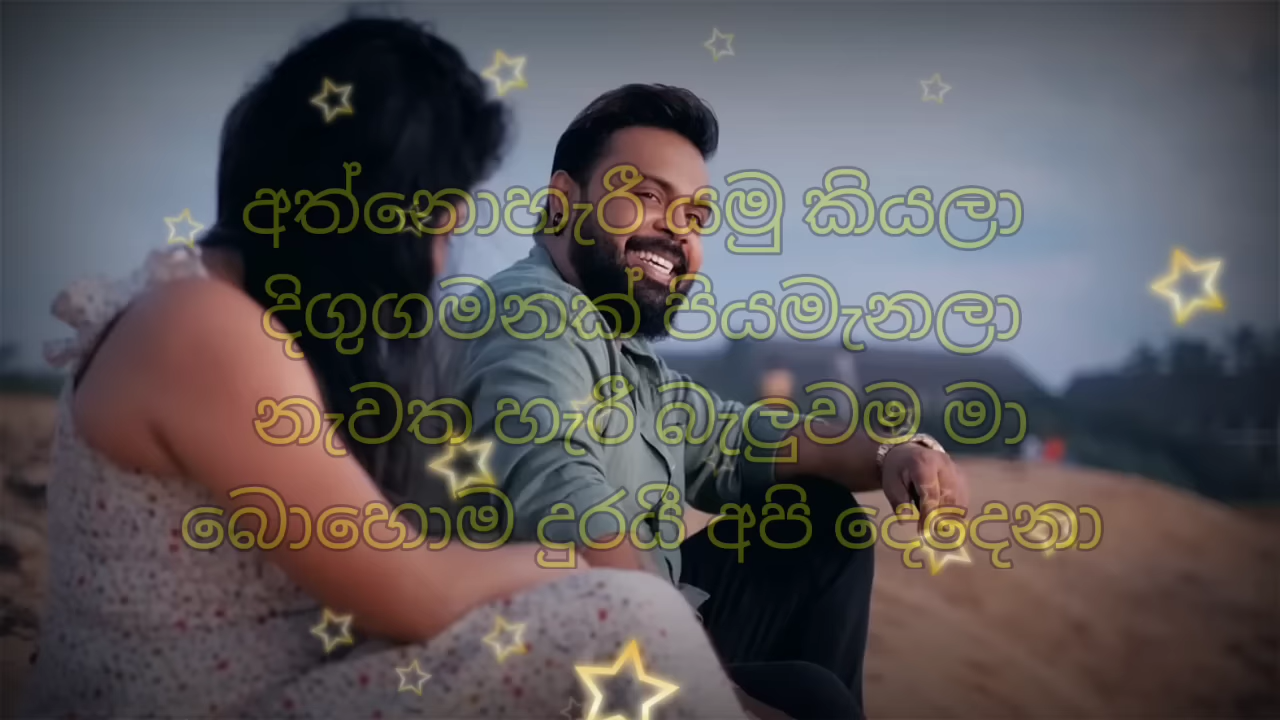 අත්නොහැරී යමු කියලා
දිගුගමනක් පියමැනලා
නැවත හැරී බැලුවම මා
බොහොම දුරයි අපි දෙදෙනා